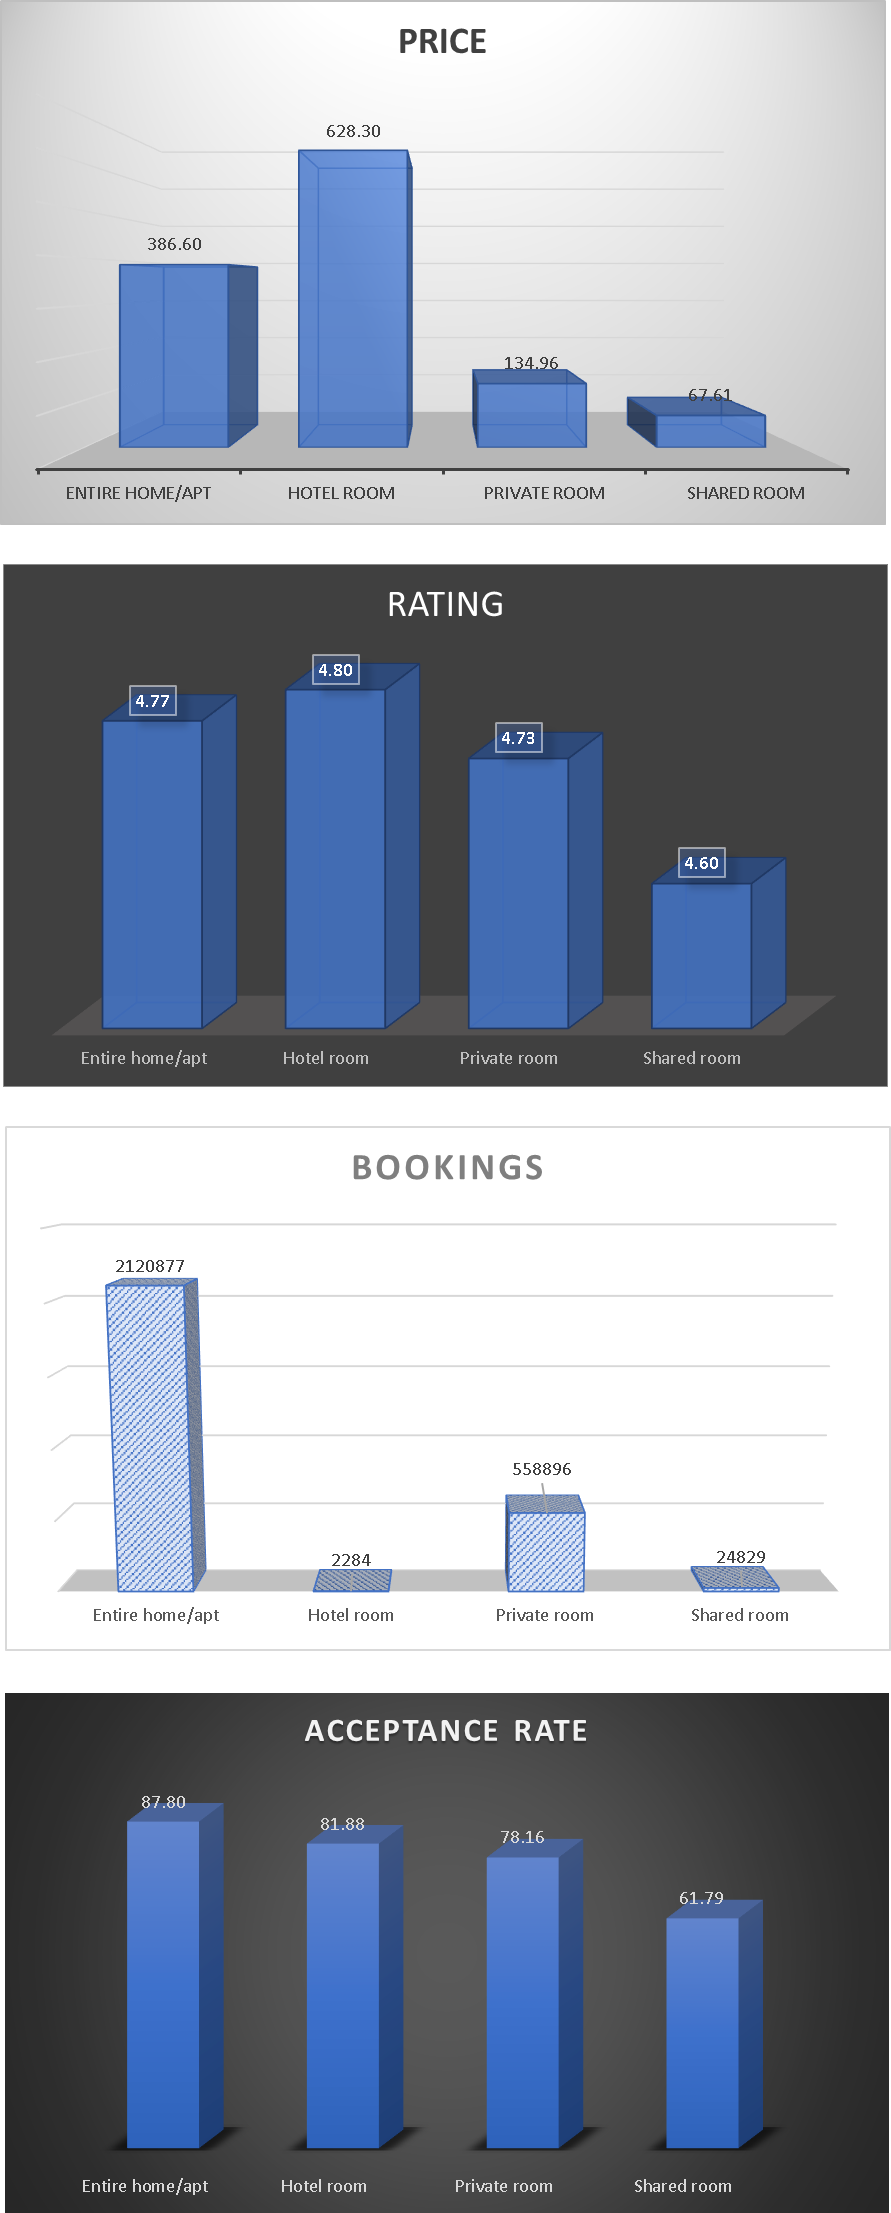 PRICE
628.30
386.60
134.96
67.61
ENTIRE HOME/APT HOTEL ROOM PRIVATE ROOM SHARED ROOM
RATING
4.80
4.77
4.73
4.60
Entire home/apt Hotel room Private room Shared room
BOOKINGS
2120877
558896
2284 24829
Entire home/apt Hotel room Private room Shared room
ACCEPTANCE RATE
87.80
81.88
78.16
61.79
Entire home/apt Hotel room Private room Shared room